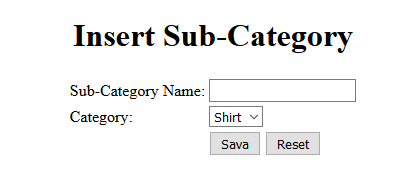 Insert Sub-Category
Sub-Category Name:
Category: Shirt
Sava Reset